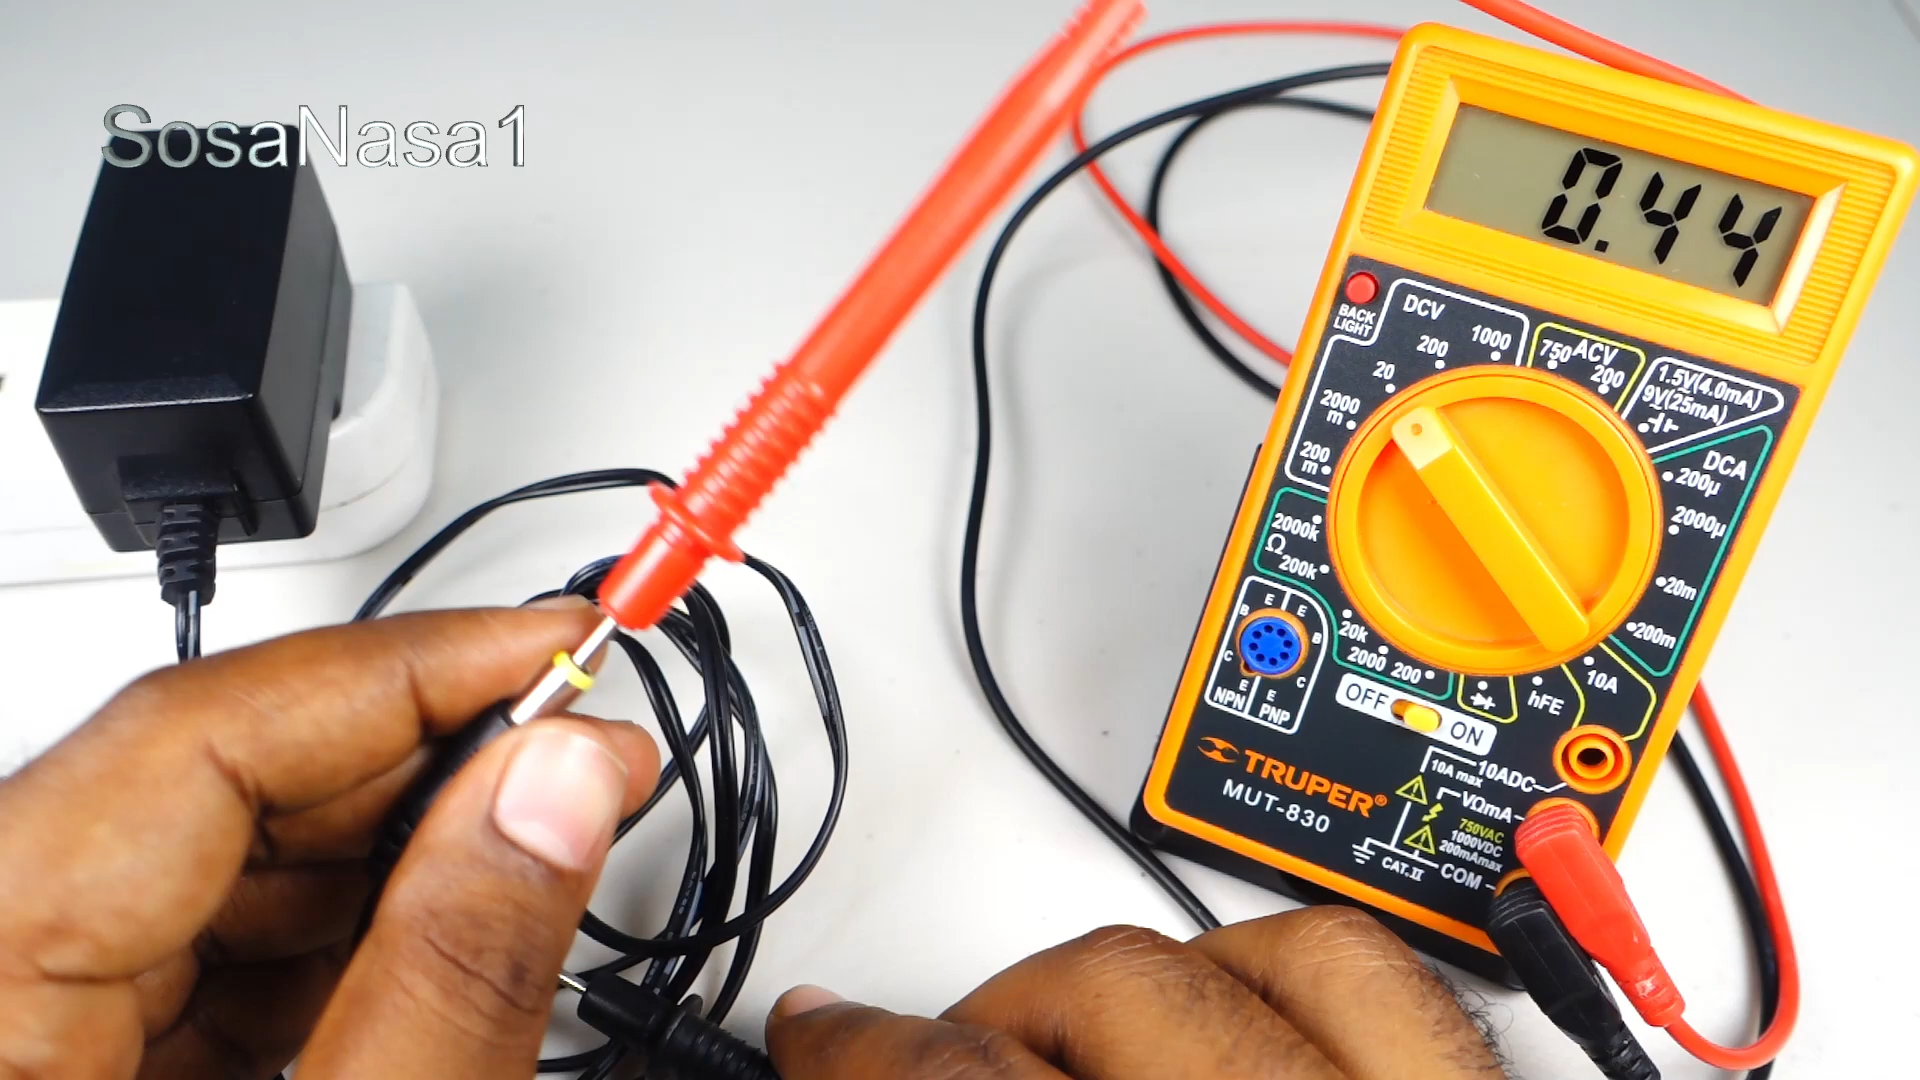 SosaNasa1
0.44
BACK
LIGHT
DCV
200
1000
20
2000
m
200
m
750
ACV
200
1.5V(4.0mA)
9V(25mA)
DCA
200µ
2000µ
20m
200m
10A
hFE
2000k
Ω
200k
20k
2000
200
E
E
B
B
C
C
E
E
NPN
PNP
OFF
ON
TRUPER®
MUT-830
10A max
10ADC
VΩmA
750VAC
1000VDC
200mAmax
CAT. II
COM